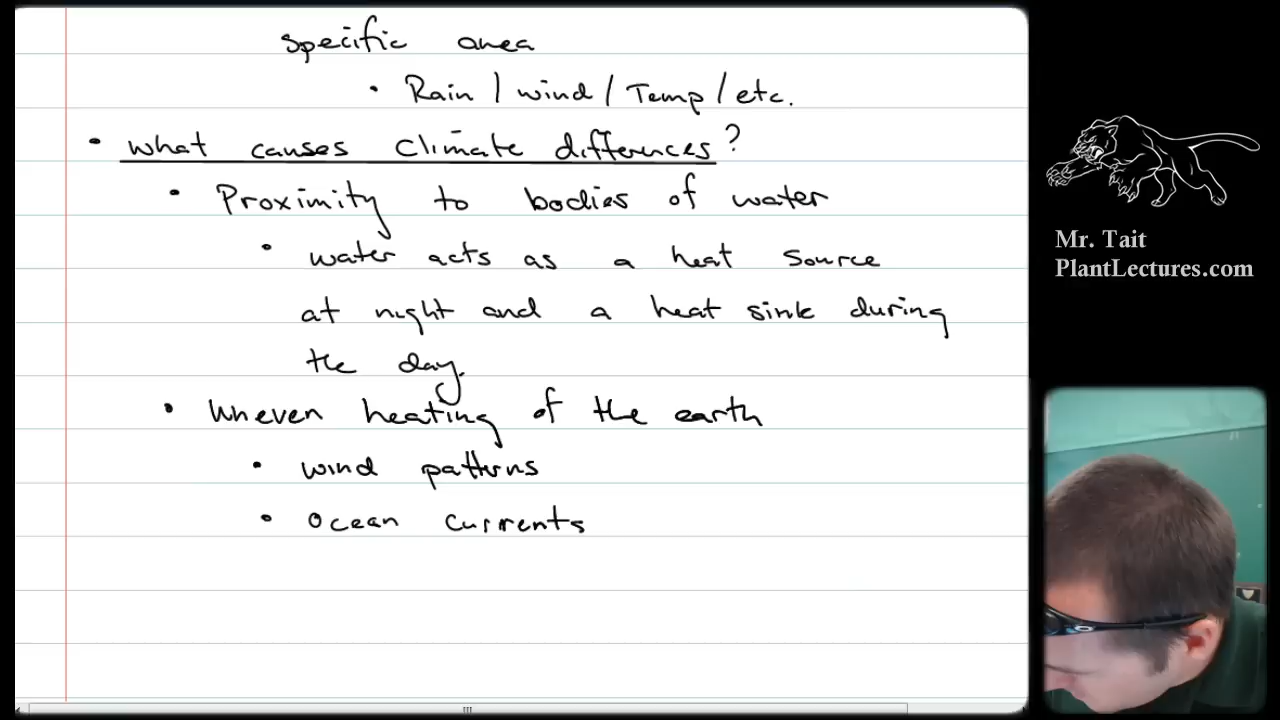 specific area
• Rain / wind / Temp / etc.
• what causes Climate differences?
• Proximity to bodies of water
• water acts as a heat source
at night and a heat sink during
the day.
• Uneven heating of the earth
• wind patterns
• Ocean currents
Mr. Tait
PlantLectures.com